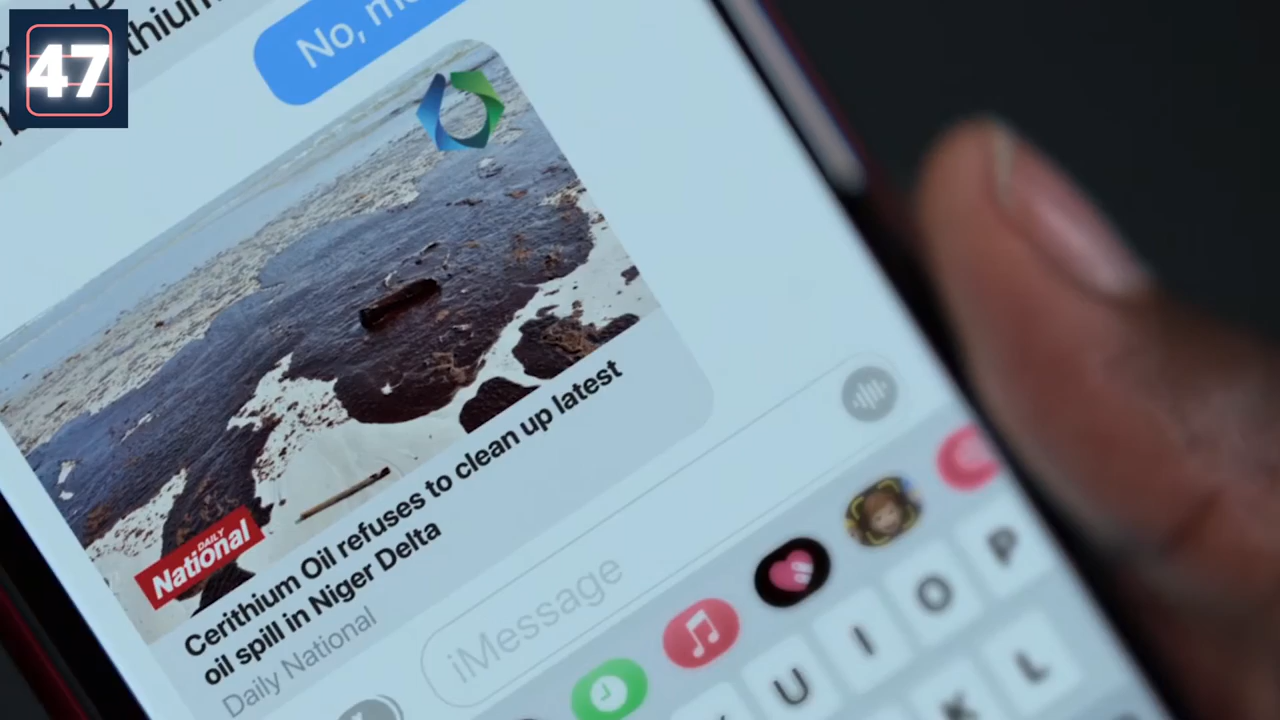 47
No,
DAILY
National
Cerithium Oil refuses to clean up latest
oil spill in Niger Delta
Daily National
iMessage
P
O
I
U
L
K